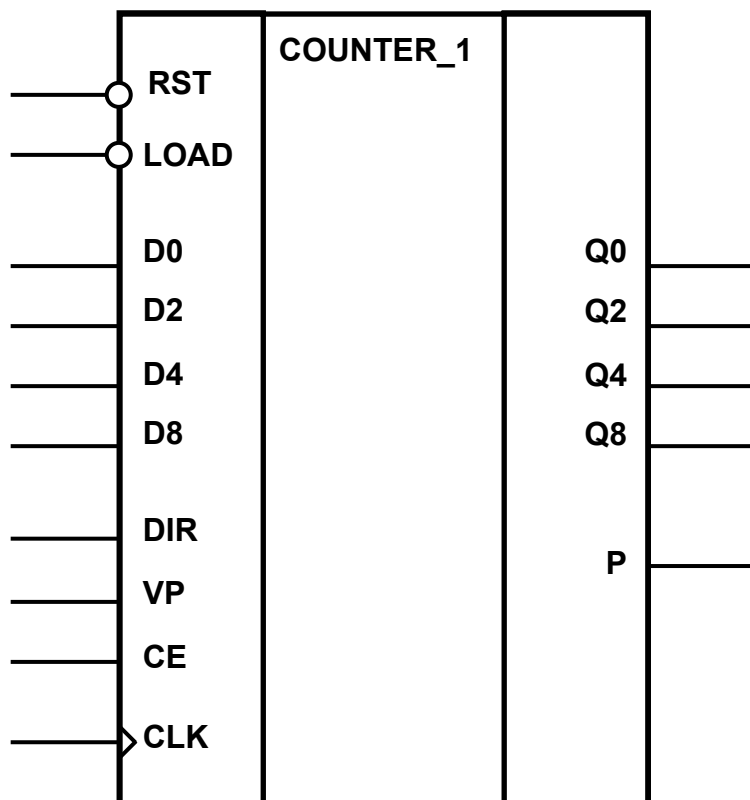 COUNTER_1
RST
LOAD
D0
D2
D4
D8
DIR
VP
CE
CLK
Q0
Q2
Q4
Q8
P